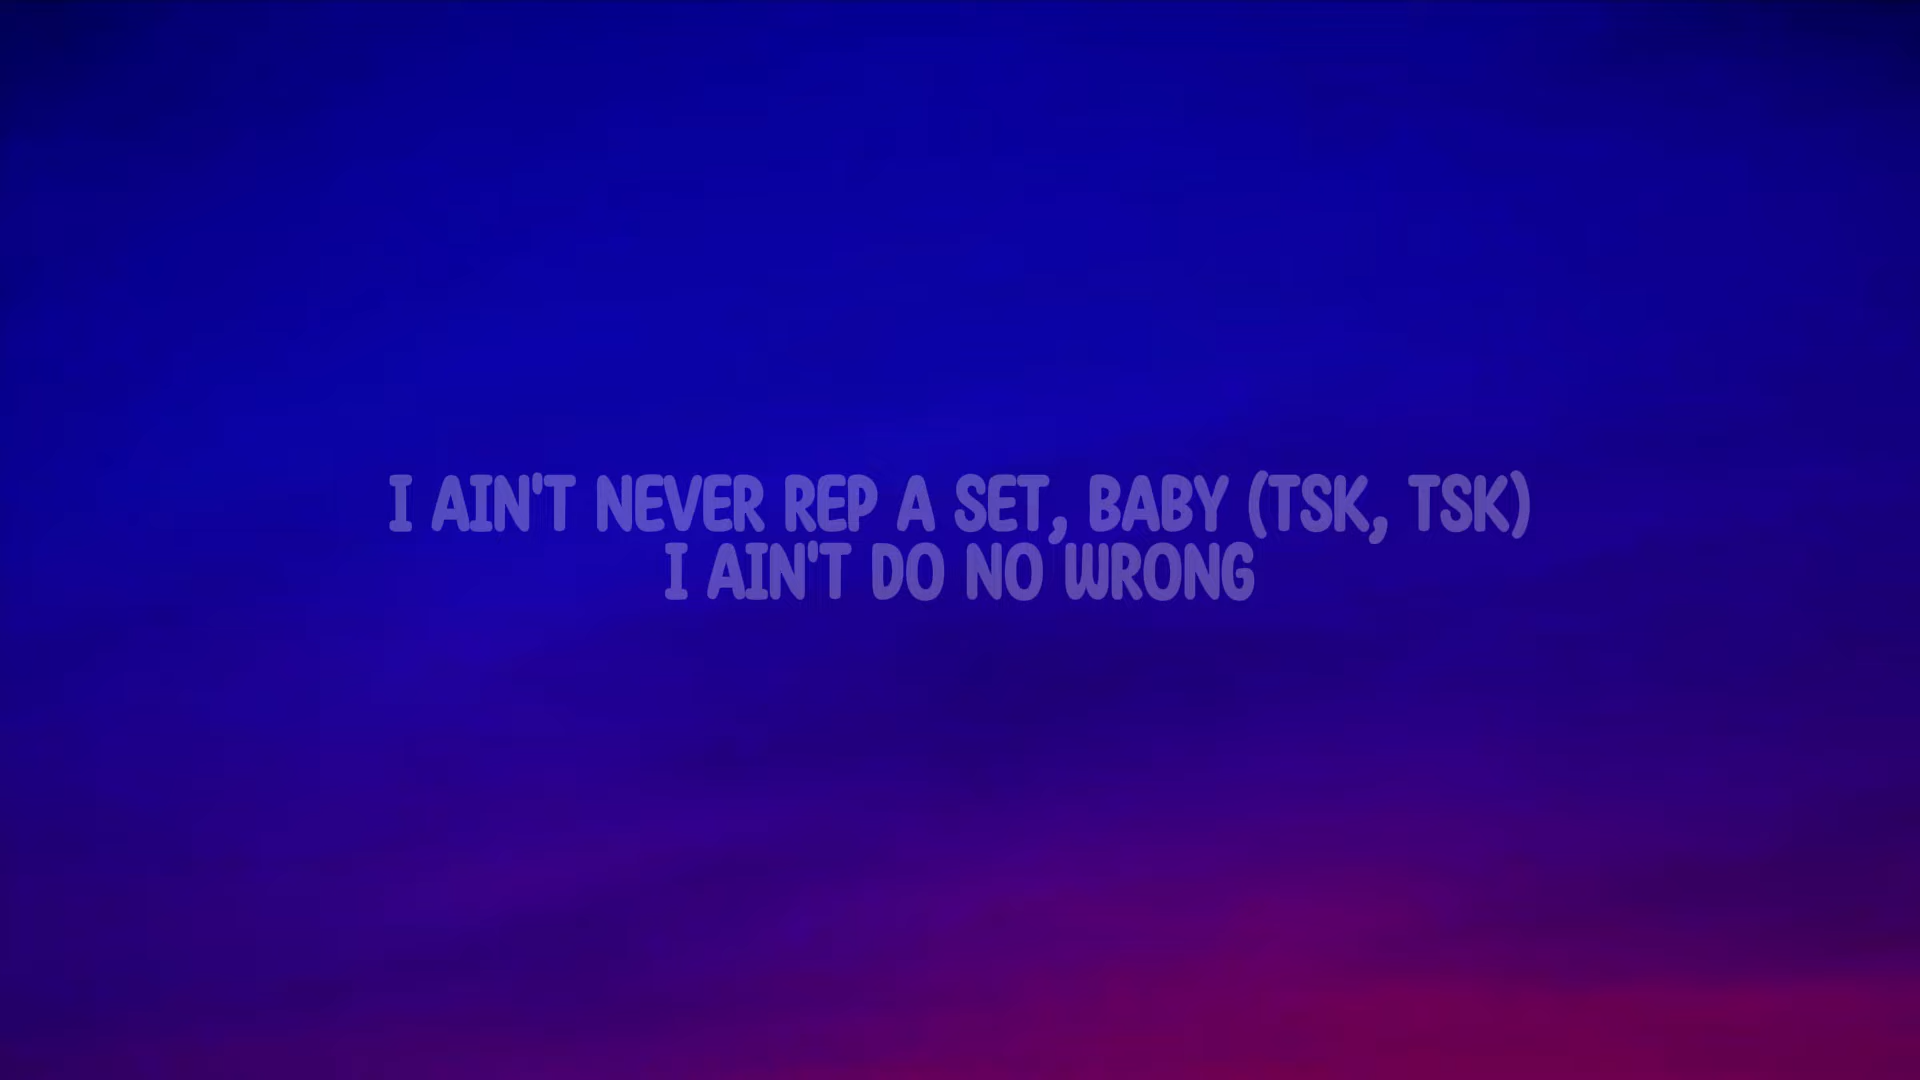 I AIN'T NEVER REP A SET, BABY (TSK, TSK)
I AIN'T DO NO WRONG